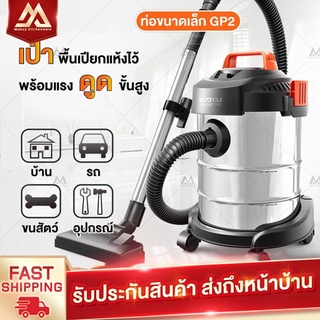 Makey Kitchenware
ท่อขนาดเล็ก GP2
เป่า พื้นเปียกแห้งไว้
พร้อมแรง ดูด ขั้นสูง
บ้าน
รถ
ขนสัตว์
อุปกรณ์
FAST
SHIPPING
รับประกันสินค้า ส่งถึงหน้าบ้าน